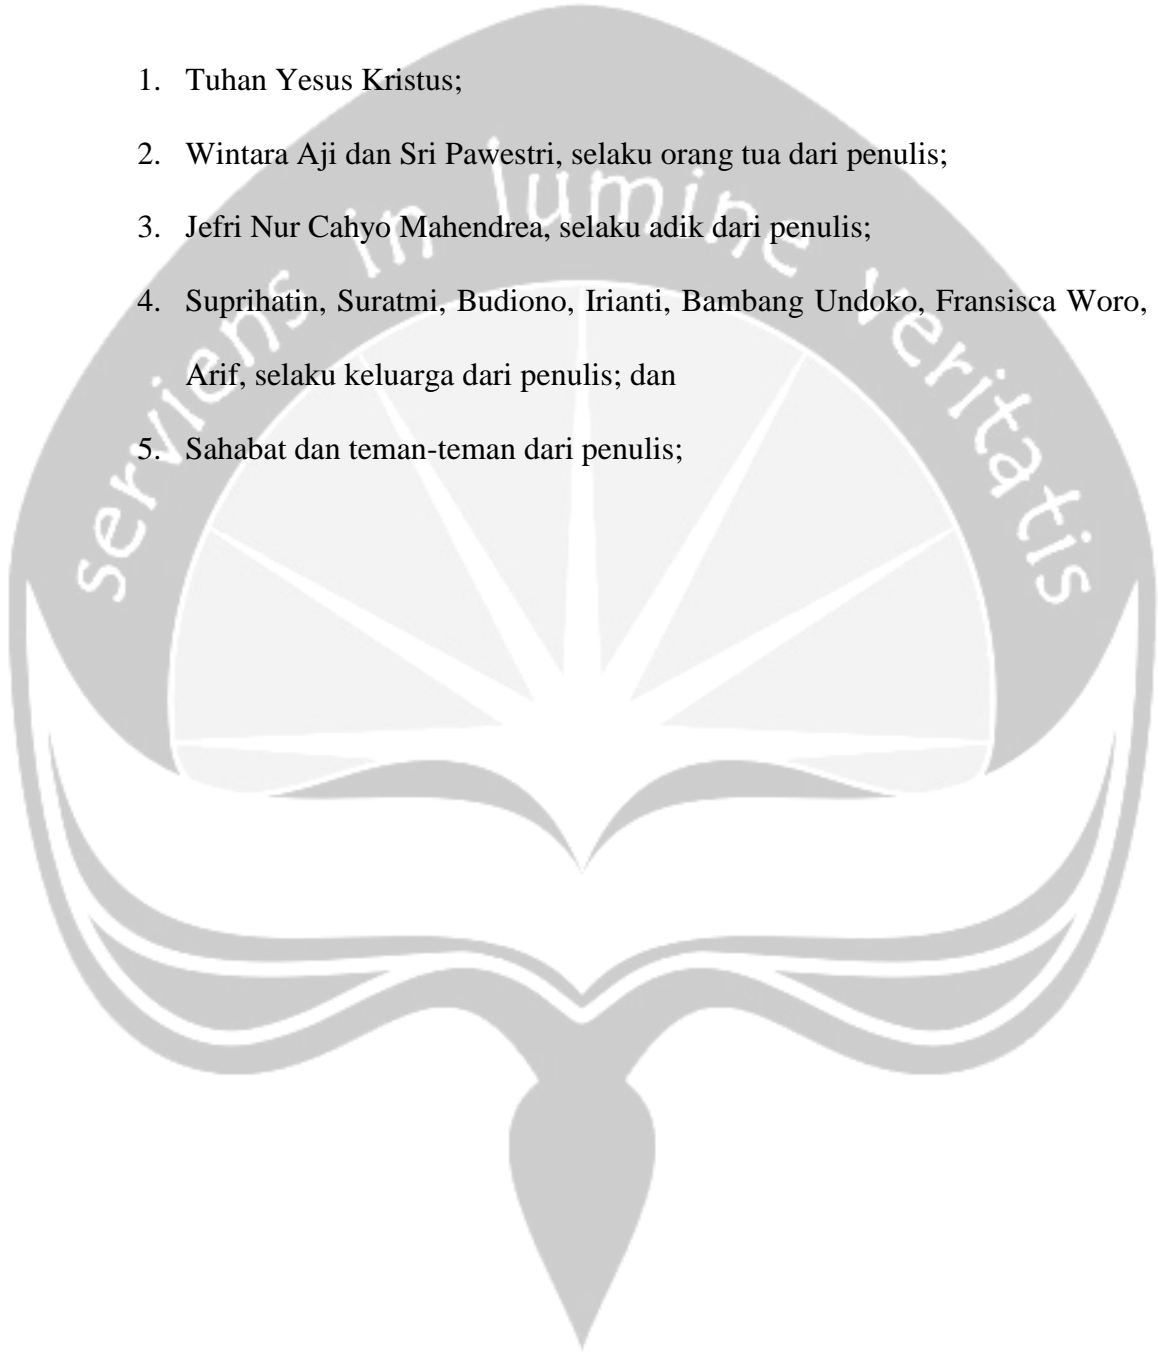 1. Tuhan Yesus Kristus;
2. Wintara Aji dan Sri Pawestri, selaku orang tua dari penulis;
3. Jefri Nur Cahyo Mahendrea, selaku adik dari penulis;
4. Suprihatin, Suratmi, Budiono, Irianti, Bambang Undoko, Fransisca Woro,
Arif, selaku keluarga dari penulis; dan
5. Sahabat dan teman-teman dari penulis;
serviens in lumine veritatis